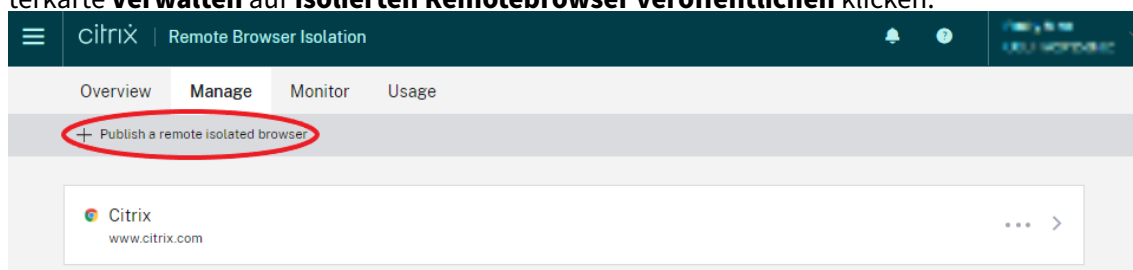 terkarte Verwalten auf Isolierten Remotebrowser veröffentlichen klicken.
citrix | Remote Browser Isolation
Overview Manage Monitor Usage
+ Publish a remote isolated browser
Citrix
www.citrix.com